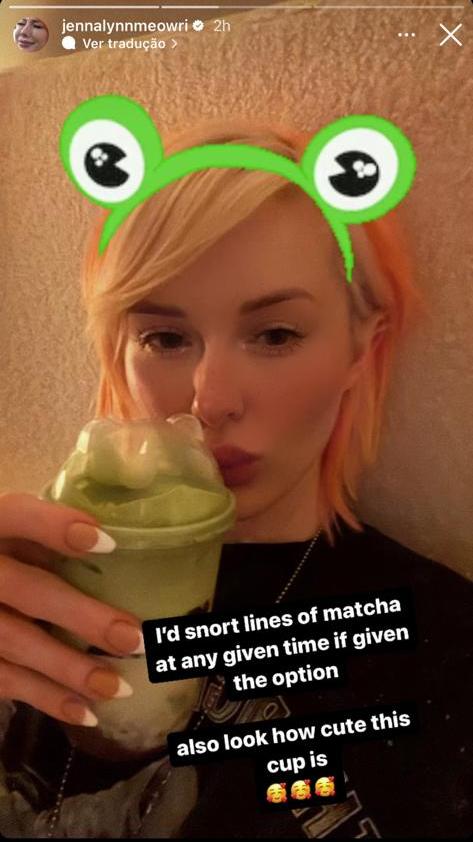 jennalynnmeowri 2h
Ver tradução >
I'd snort lines of matcha
at any given time if given
the option
also look how cute this
cup is
🥰🥰🥰